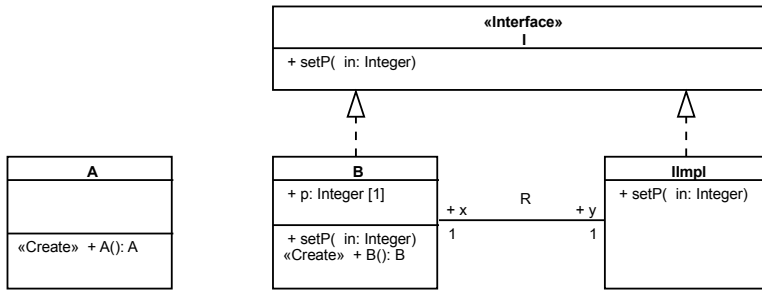 «Interface»
I
+ setP( in: Integer)
A
«Create» + A(): A
B
+ p: Integer [1]
+ setP( in: Integer)
«Create» + B(): B
+ x
1
R
+ y
1
IImpl
+ setP( in: Integer)